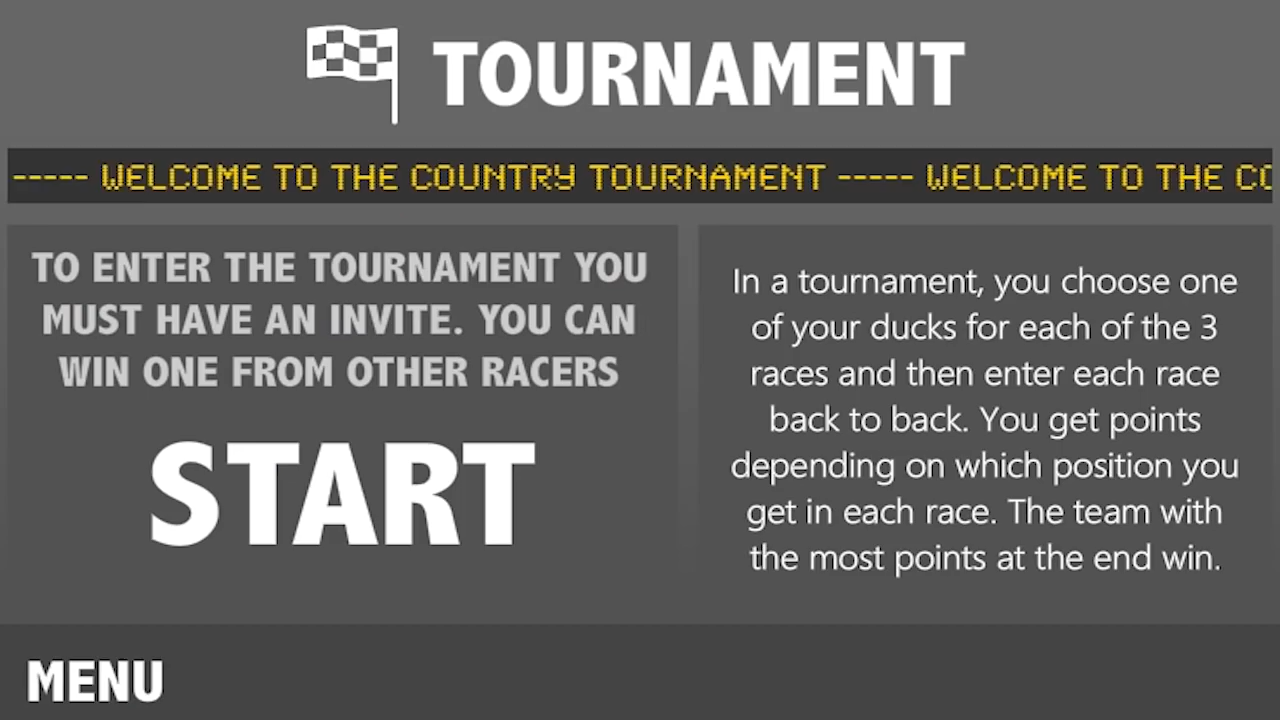 TOURNAMENT
----- WELCOME TO THE COUNTRY TOURNAMENT ----- WELCOME TO THE
TO ENTER THE TOURNAMENT YOU
MUST HAVE AN INVITE. YOU CAN
WIN ONE FROM OTHER RACERS
START
In a tournament, you choose one
of your ducks for each of the 3
races and then enter each race
back to back. You get points
depending on which position you
get in each race. The team with
the most points at the end win.
MENU